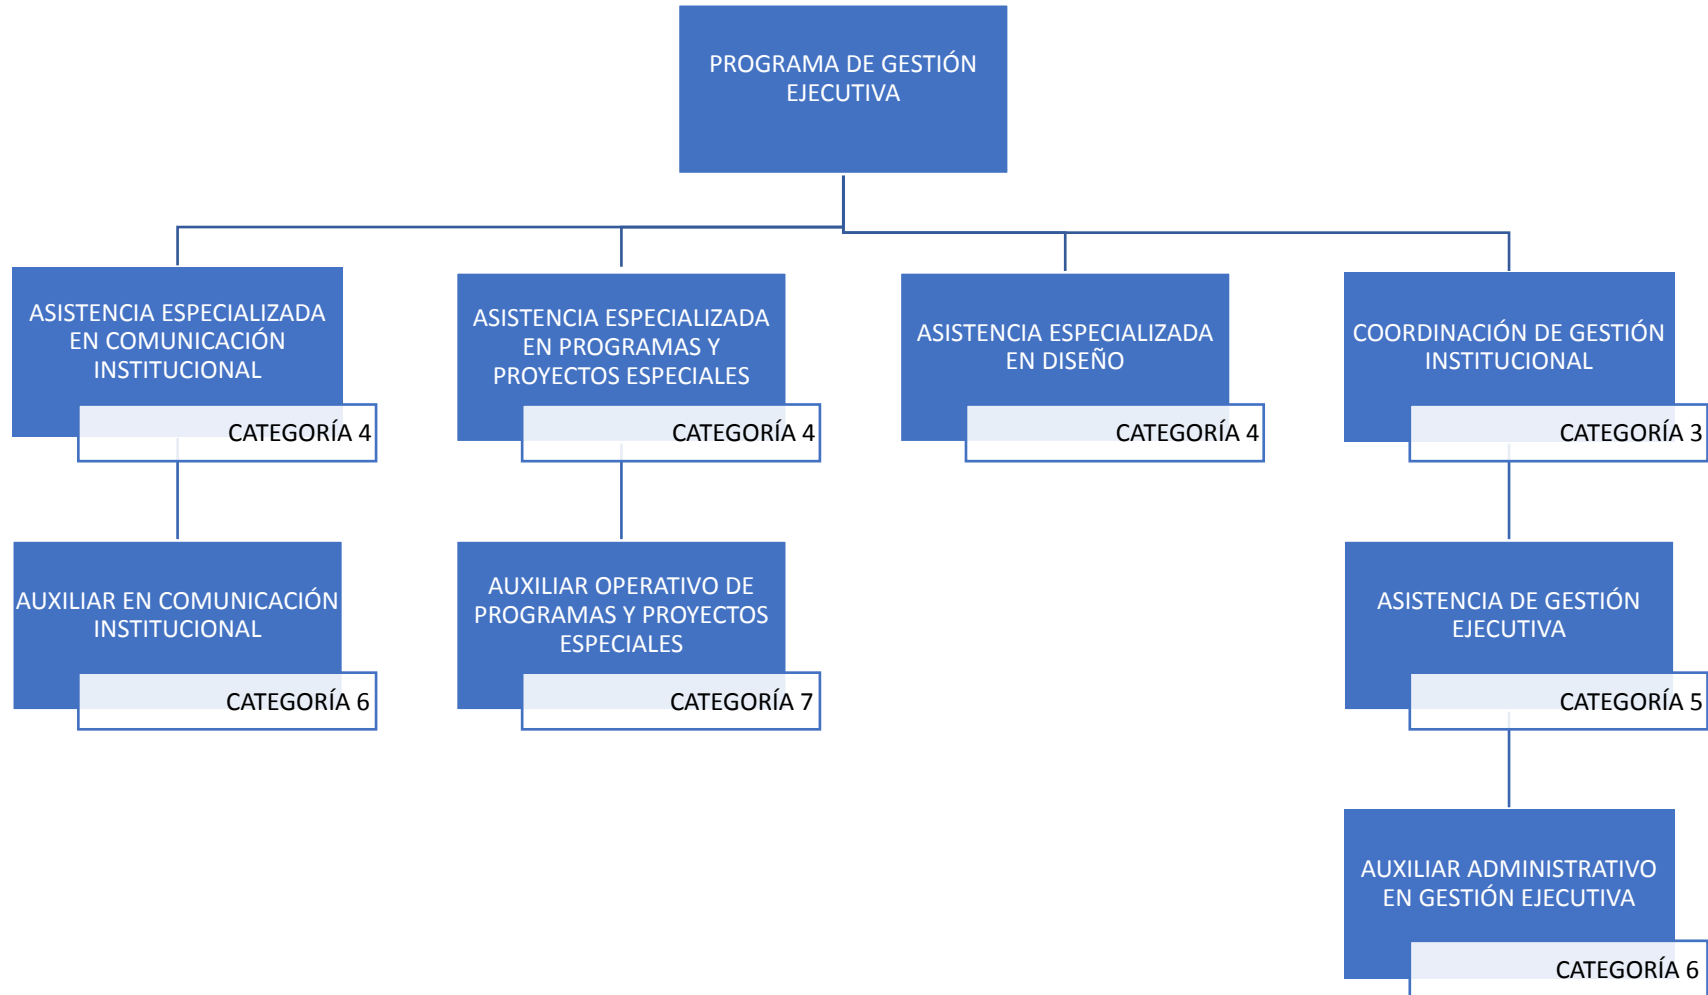 PROGRAMA DE GESTIÓN
EJECUTIVA
ASISTENCIA ESPECIALIZADA
EN COMUNICACIÓN
INSTITUCIONAL
CATEGORÍA 4
ASISTENCIA ESPECIALIZADA
EN PROGRAMAS Y
PROYECTOS ESPECIALES
CATEGORÍA 4
ASISTENCIA ESPECIALIZADA
EN DISEÑO
CATEGORÍA 4
COORDINACIÓN DE GESTIÓN
INSTITUCIONAL
CATEGORÍA 3
AUXILIAR EN COMUNICACIÓN
INSTITUCIONAL
CATEGORÍA 6
AUXILIAR OPERATIVO DE
PROGRAMAS Y PROYECTOS
ESPECIALES
CATEGORÍA 7
ASISTENCIA DE GESTIÓN
EJECUTIVA
CATEGORÍA 5
AUXILIAR ADMINISTRATIVO
EN GESTIÓN EJECUTIVA
CATEGORÍA 6